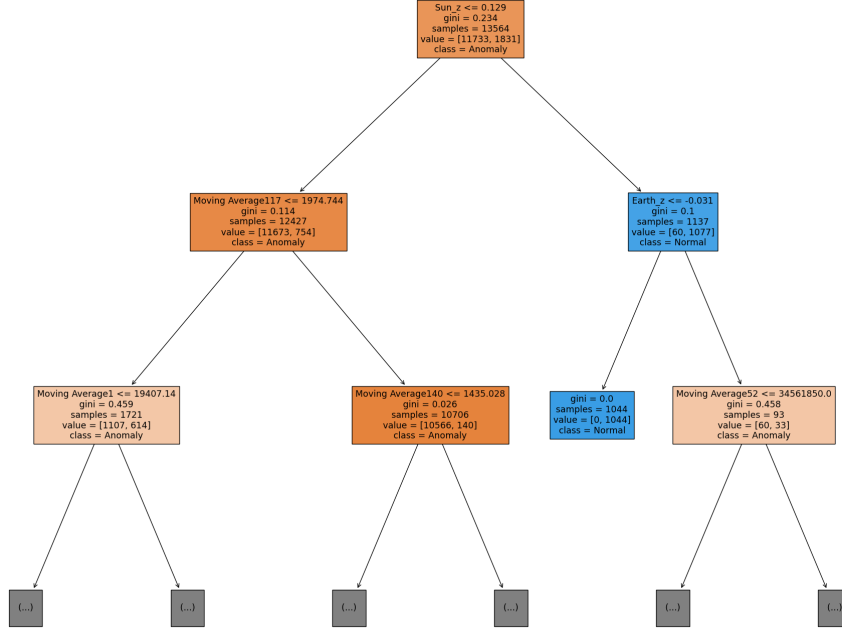 Sun_z <= 0.129
gini = 0.234
samples = 13564
value = [11733, 1831]
class = Anomaly
Moving Average117 <= 1974.744
gini = 0.114
samples = 12427
value = [11673, 754]
class = Anomaly
Earth_z <= -0.031
gini = 0.1
samples = 1137
value = [60, 1077]
class = Normal
Moving Average1 <= 19407.14
gini = 0.459
samples = 1721
value = [1107, 614]
class = Anomaly
Moving Average140 <= 1435.028
gini = 0.026
samples = 10706
value = [10566, 140]
class = Anomaly
gini = 0.0
samples = 1044
value = [0, 1044]
class = Normal
Moving Average52 <= 34561850.0
gini = 0.458
samples = 93
value = [60, 33]
class = Anomaly
(...)
(...)
(...)
(...)
(...)
(...)